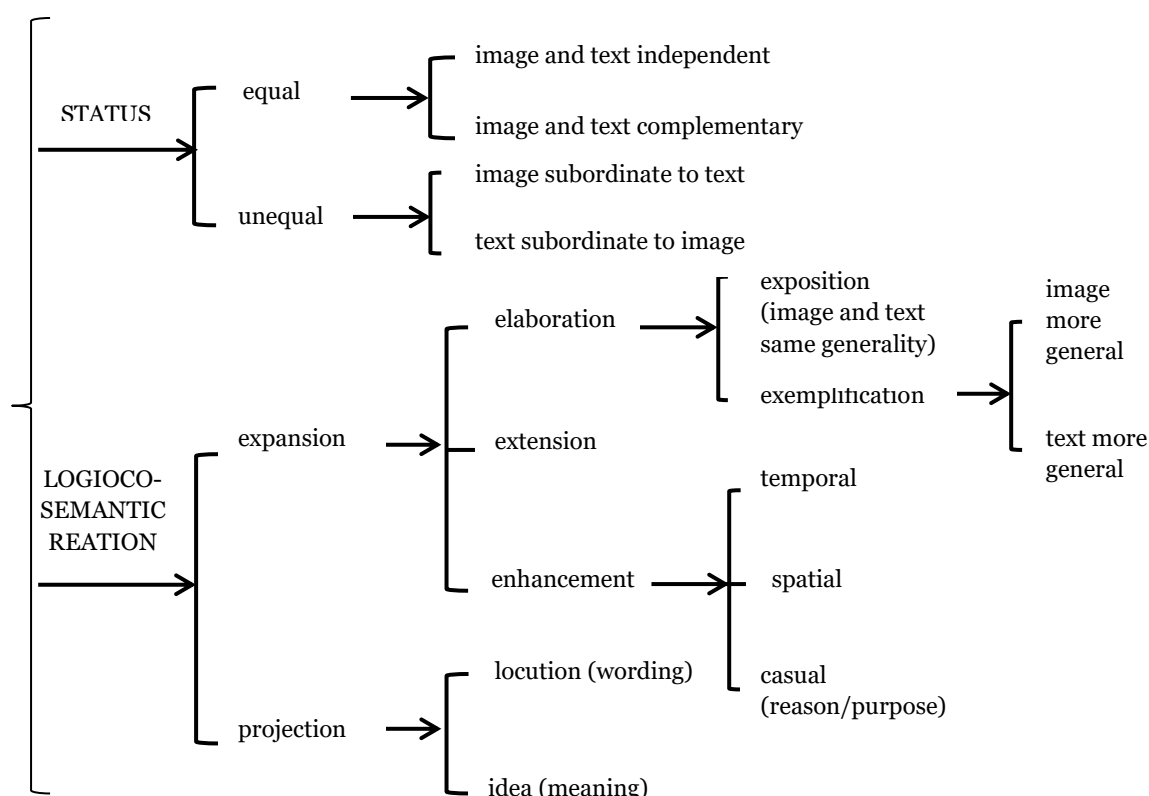 image and text independent
equal
STATUS
image and text complementary
image subordinate to text
unequal
text subordinate to image
exposition
(image and text
same generality)
image
more
general
elaboration
exemplification
expansion
extension
text more
general
LOGIOCO-
SEMANTIC
REATION
temporal
enhancement
spatial
locution (wording)
casual
(reason/purpose)
projection
idea (meaning)